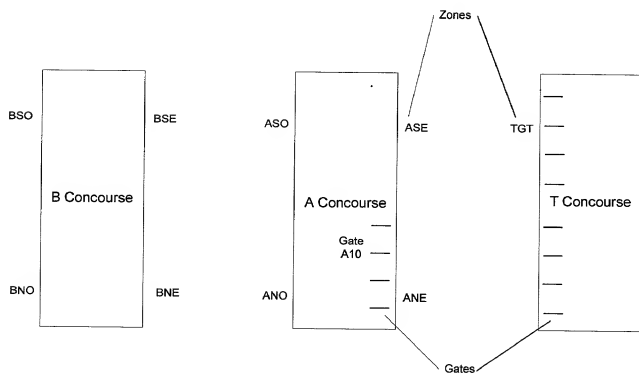 Zones
BSO
BSE
ASO
ASE
TGT
B Concourse
A Concourse
T Concourse
Gate
A10
BNO
BNE
ANO
ANE
Gates